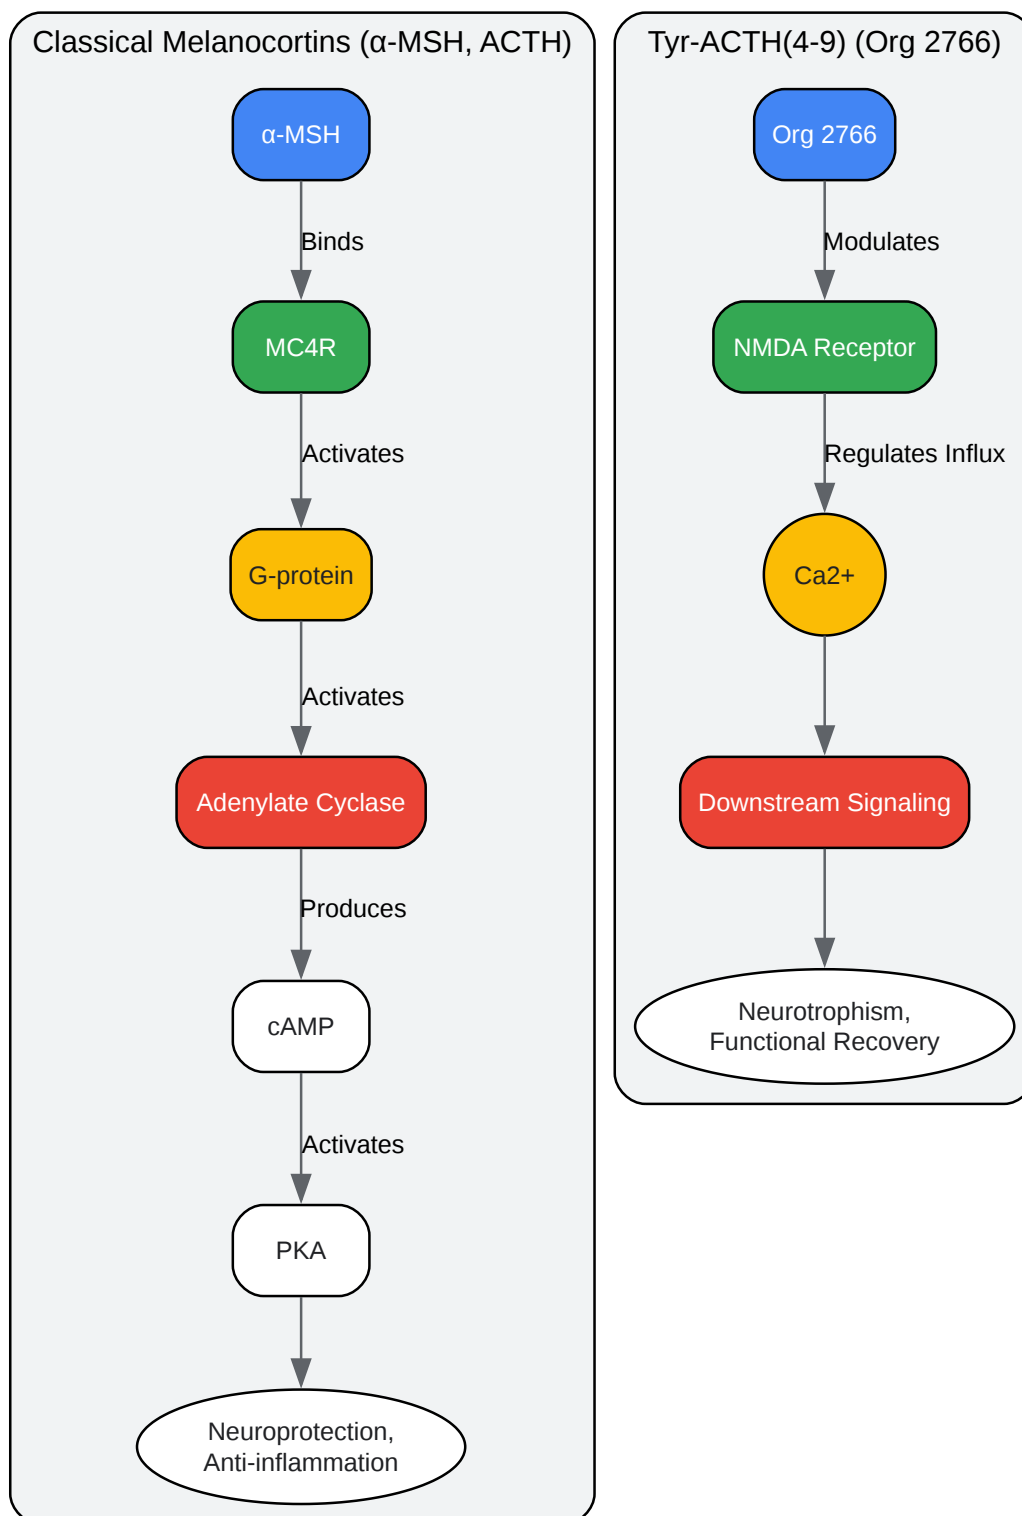 Classical Melanocortins (α-MSH, ACTH)
α-MSH
Binds
MC4R
Activates
G-protein
Activates
Adenylate Cyclase
Produces
cAMP
Activates
PKA
Neuroprotection,
Anti-inflammation
Tyr-ACTH(4-9) (Org 2766)
Org 2766
Modulates
NMDA Receptor
Regulates Influx
Ca2+
Downstream Signaling
Neurotrophism,
Functional Recovery